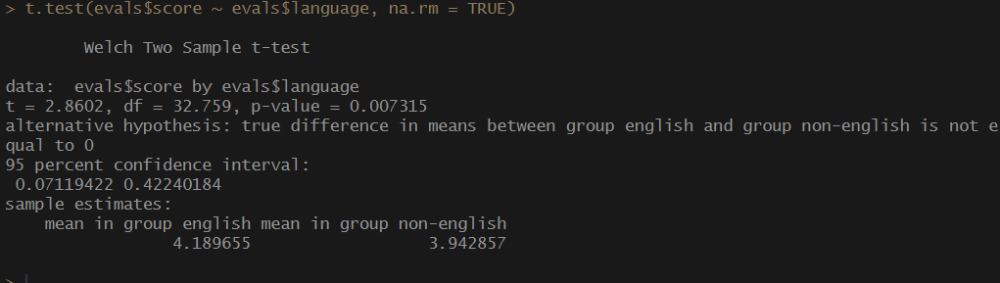 > t.test(evals$score ~ evals$language, na.rm = TRUE)
Welch Two Sample t-test
data:  evals$score by evals$language
t = 2.8602, df = 32.759, p-value = 0.007315
alternative hypothesis: true difference in means between group english and group non-english is not e
qual to 0
95 percent confidence interval:
 0.07119422 0.42240184
sample estimates:
    mean in group english mean in group non-english
                 4.189655                  3.942857
>